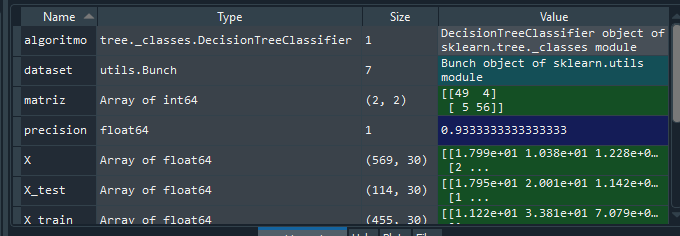 Name Type Size Value
algoritmo tree._classes.DecisionTreeClassifier 1 DecisionTreeClassifier object of
sklearn.tree._classes module
dataset utils.Bunch 7 Bunch object of sklearn.utils
module
matriz Array of int64 (2, 2) [[49 4]
[ 5 56]]
precision float64 1 0.9333333333333333
X Array of float64 (569, 30) [[1.799e+01 1.038e+01 1.228e+0…
[2 ...
X_test Array of float64 (114, 30) [[1.795e+01 2.001e+01 1.142e+0…
[1 ...
X_train Array of float64 (455, 30) [[1.122e+01 3.381e+01 7.079e+0…